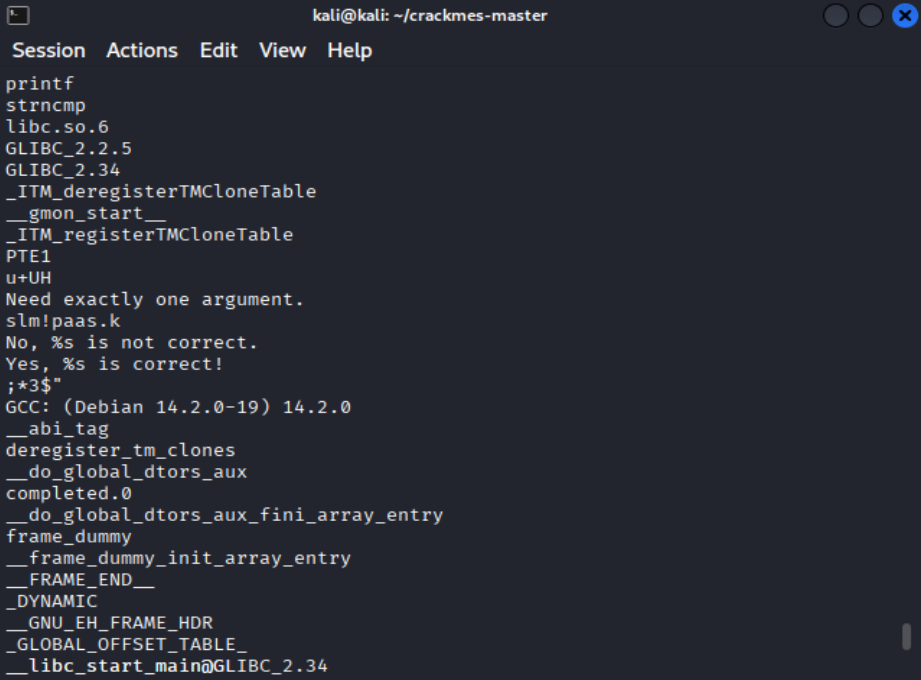 kali@kali: ~/crackmes-master
Session Actions Edit View Help
printf
strncmp
libc.so.6
GLIBC_2.2.5
GLIBC_2.34
_ITM_deregisterTMCloneTable
__gmon_start__
_ITM_registerTMCloneTable
PTE1
u+UH
Need exactly one argument.
slm!paas.k
No, %s is not correct.
Yes, %s is correct!
;*3$"
GCC: (Debian 14.2.0-19) 14.2.0
__abi_tag
deregister_tm_clones
__do_global_dtors_aux
completed.0
__do_global_dtors_aux_fini_array_entry
frame_dummy
__frame_dummy_init_array_entry
__FRAME_END__
_DYNAMIC
__GNU_EH_FRAME_HDR
_GLOBAL_OFFSET_TABLE_
__libc_start_main@GLIBC_2.34